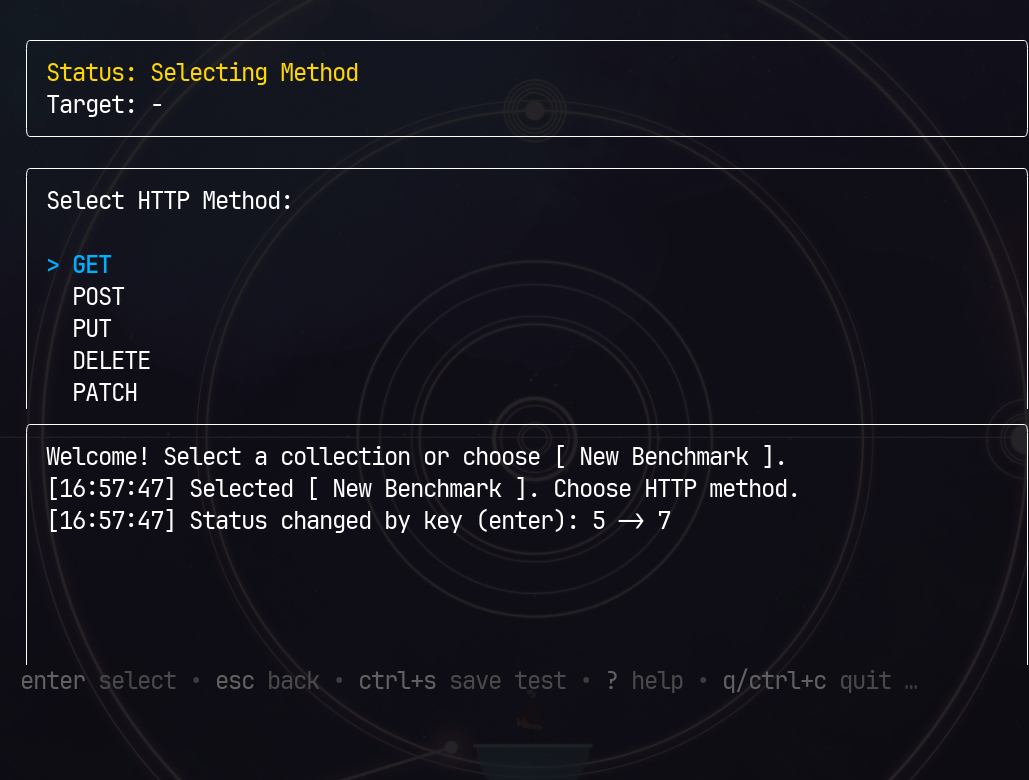 Status: Selecting Method
Target: -
Select HTTP Method:
> GET
POST
PUT
DELETE
PATCH
Welcome! Select a collection or choose [ New Benchmark ].
[16:57:47] Selected [ New Benchmark ]. Choose HTTP method.
[16:57:47] Status changed by key (enter): 5 -> 7
enter select • esc back • ctrl+s save test • ? help • q/ctrl+c quit …